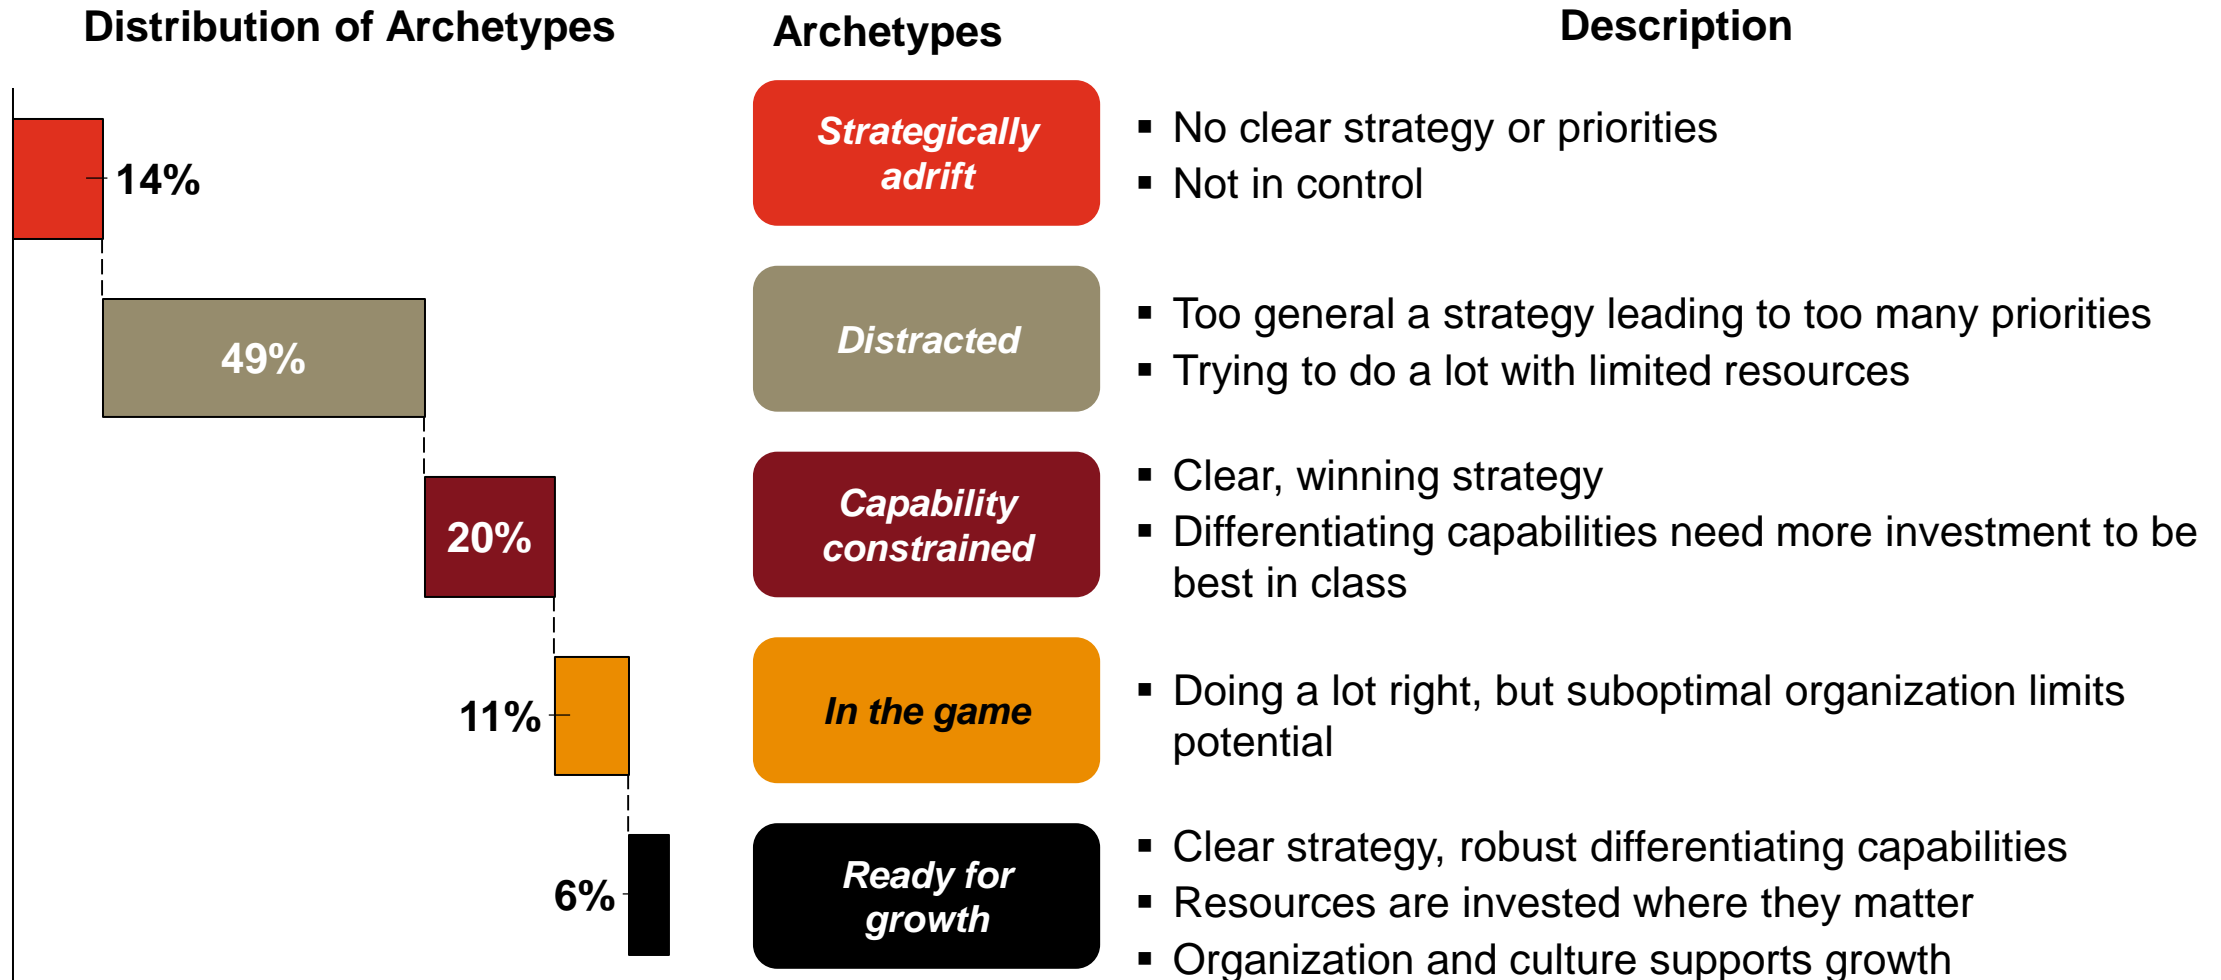 Distribution of Archetypes
Archetypes
Description
14%
Strategically
adrift
▪ No clear strategy or priorities
▪ Not in control
49%
Distracted
▪ Too general a strategy leading to too many priorities
▪ Trying to do a lot with limited resources
20%
Capability
constrained
▪ Clear, winning strategy
▪ Differentiating capabilities need more investment to be
best in class
11%
In the game
▪ Doing a lot right, but suboptimal organization limits
potential
6%
Ready for
growth
▪ Clear strategy, robust differentiating capabilities
▪ Resources are invested where they matter
▪ Organization and culture supports growth